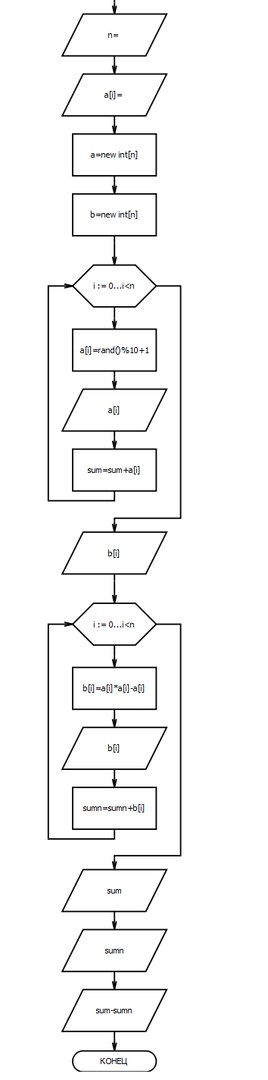 n=
a[i]=
a=new int[n]
b=new int[n]
i := 0...i<n
a[i]=rand()%10+1
a[i]
sum=sum+a[i]
b[i]
i := 0...i<n
b[i]=a[i]*a[i]-a[i]
b[i]
sumn=sumn+b[i]
sum
sumn
sum-sumn
КОНЕЦ